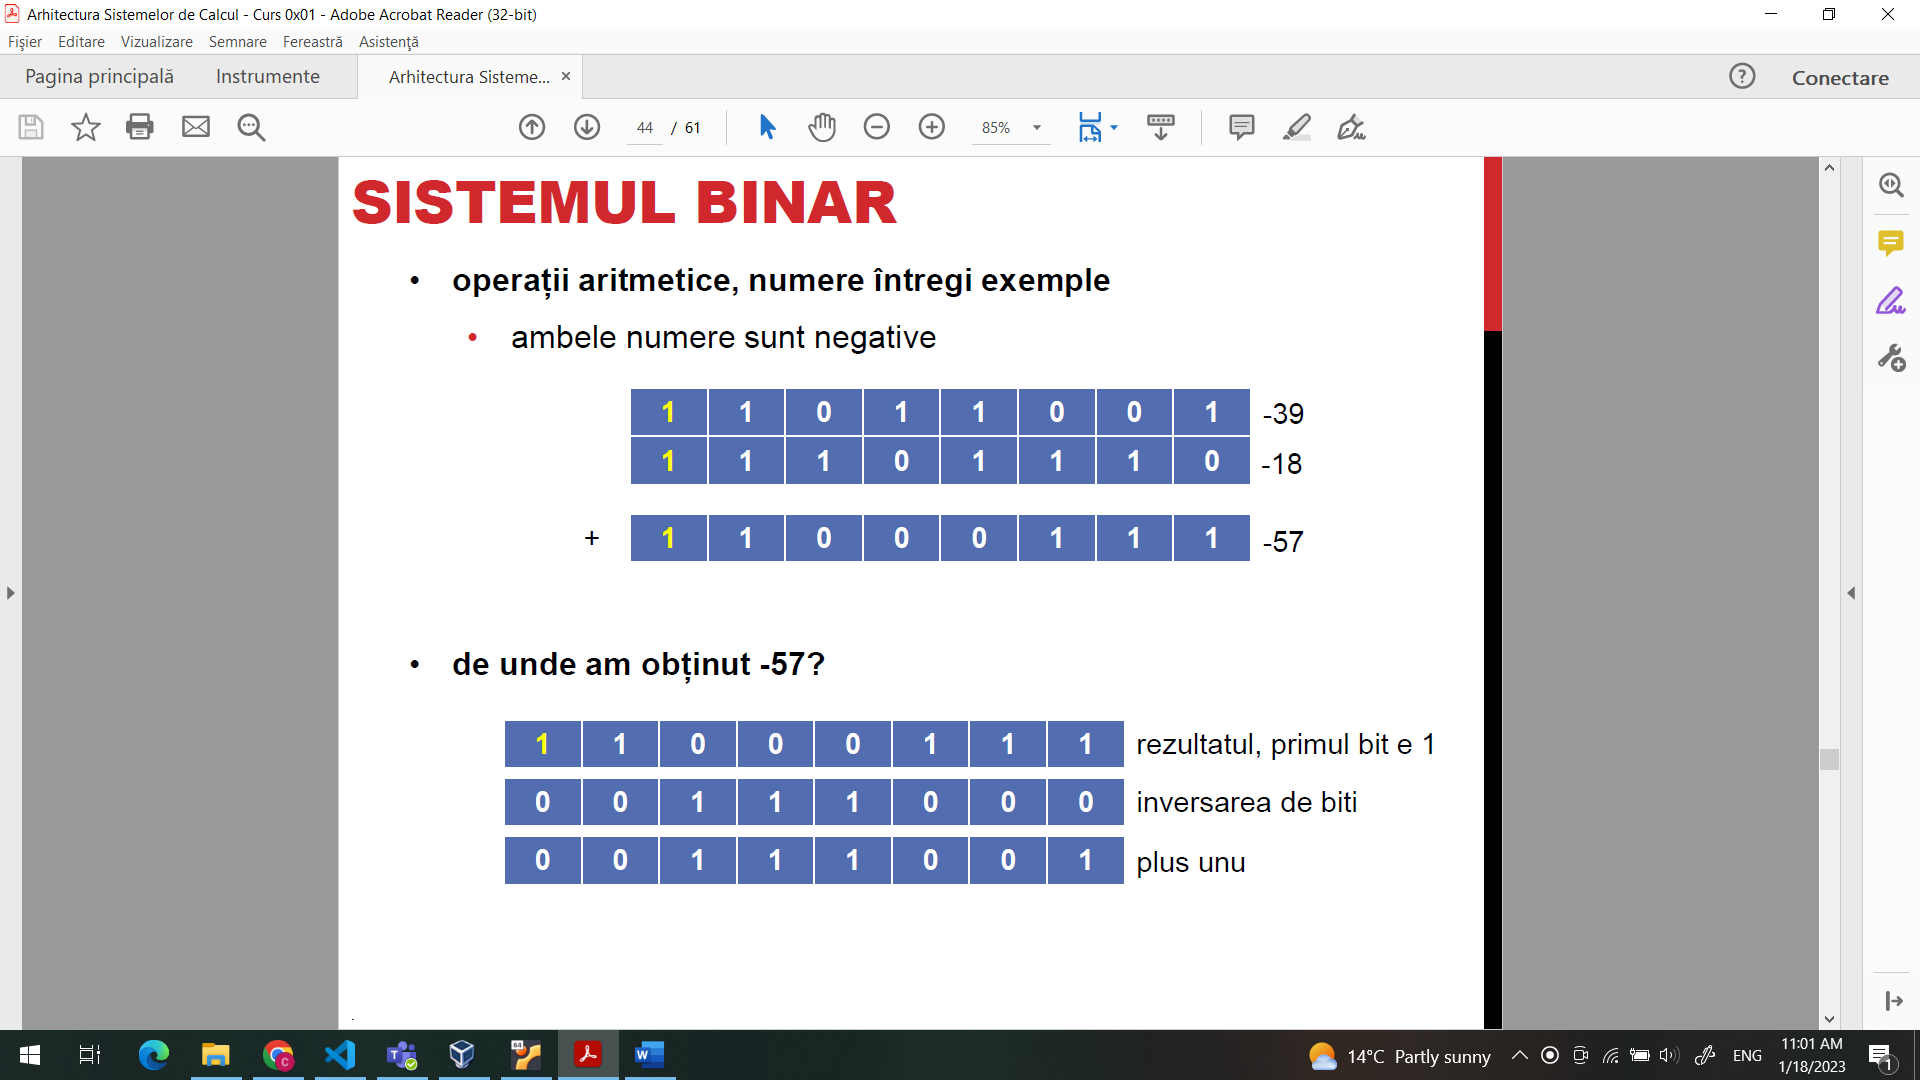 Arhitectura Sistemelor de Calcul - Curs 0x01 - Adobe Acrobat Reader (32-bit)
Fișier Editare Vizualizare Semnare Fereastră Asistență
Pagina principală Instrumente Arhitectura Sisteme... × ? Conectare
44 / 61 85%
SISTEMUL BINAR
• operații aritmetice, numere întregi exemple
• ambele numere sunt negative
1 1 0 1 1 0 0 1 -39
1 1 1 0 1 1 1 0 -18
+ 1 1 0 0 0 1 1 1 -57
• de unde am obținut -57?
1 1 0 0 0 1 1 1 rezultatul, primul bit e 1
0 0 1 1 1 0 0 0 inversarea de biti
0 0 1 1 1 0 0 1 plus unu
14°C Partly sunny ENG 11:01 AM
1/18/2023 1